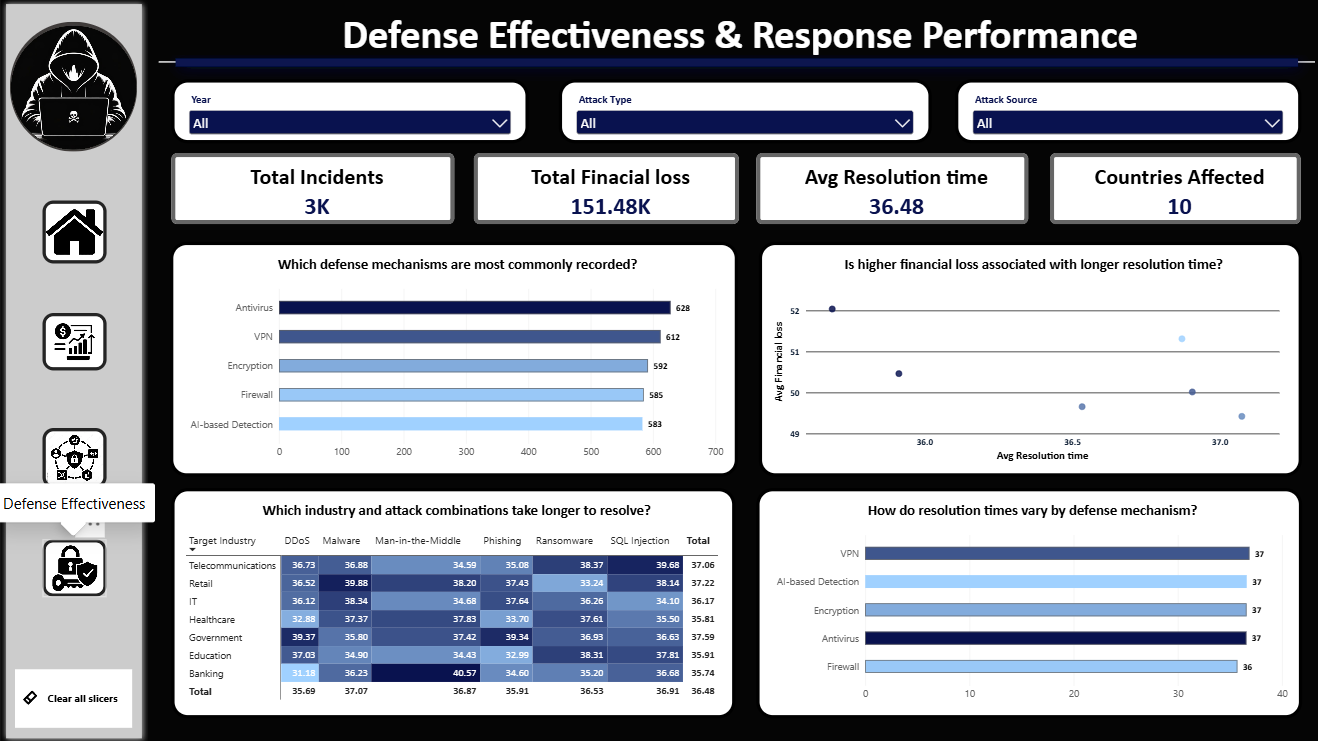 Defense Effectiveness & Response Performance
Year
All
Attack Type
All
Attack Source
All
Total Incidents
3K
Total Finacial loss
151.48K
Avg Resolution time
36.48
Countries Affected
10
Which defense mechanisms are most commonly recorded?
Antivirus 628
VPN 612
Encryption 592
Firewall 585
AI-based Detection 583
0 100 200 300 400 500 600 700
Is higher financial loss associated with longer resolution time?
Avg Financial loss
52
51
50
49
36.0 36.5 37.0
Avg Resolution time
Defense Effectiveness
Which industry and attack combinations take longer to resolve?
Target Industry DDoS Malware Man-in-the-Middle Phishing Ransomware SQL Injection Total
Telecommunications 36.73 36.88 34.59 35.08 38.37 39.68 37.06
Retail 36.52 39.88 38.20 37.43 33.24 38.14 37.22
IT 36.12 38.34 34.68 37.64 36.26 34.10 36.17
Healthcare 32.88 37.37 37.83 33.70 37.61 35.50 35.81
Government 39.37 35.80 37.42 39.34 36.93 36.63 37.59
Education 37.03 34.90 34.43 32.99 38.31 37.81 35.91
Banking 31.18 36.23 40.57 34.60 35.20 36.68 35.74
Total 35.69 37.07 36.87 35.91 36.53 36.91 36.48
How do resolution times vary by defense mechanism?
VPN 37
AI-based Detection 37
Encryption 37
Antivirus 37
Firewall 36
0 10 20 30 40
Clear all slicers